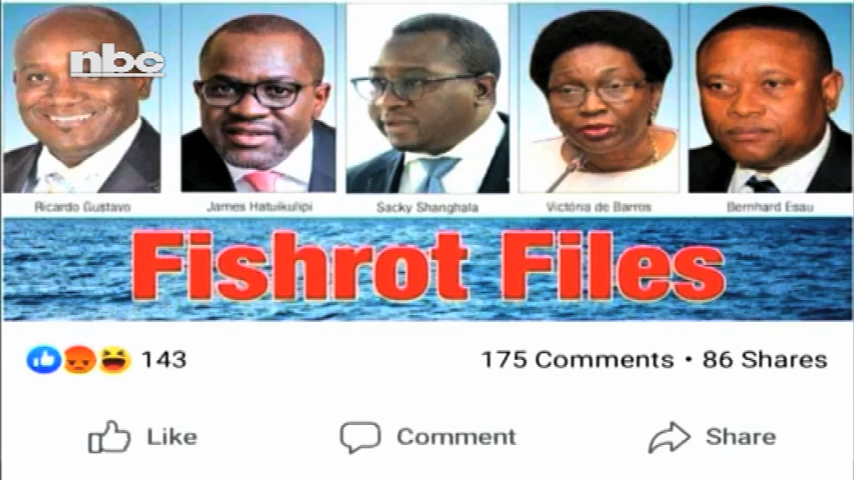 nbc
Ricardo Gustavo James Hatuikulipi Sacky Shanghala Victória de Barros Bernhard Esau
Fishrot Files
143 175 Comments • 86 Shares
Like Comment Share